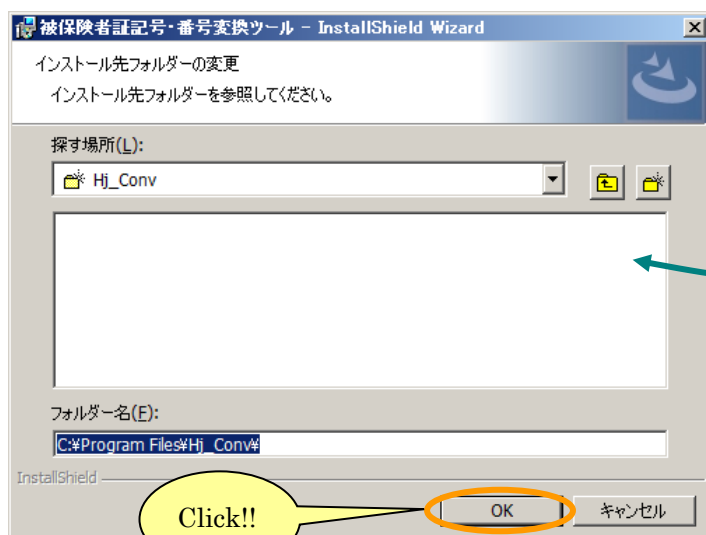 被保険者証記号・番号変換ツール - InstallShield Wizard
インストール先フォルダーの変更
インストール先フォルダーを参照してください。
探す場所(L):
Hj_Conv
フォルダー名(F):
C:¥Program Files¥Hj_Conv¥
InstallShield
Click!!
OK
キャンセル